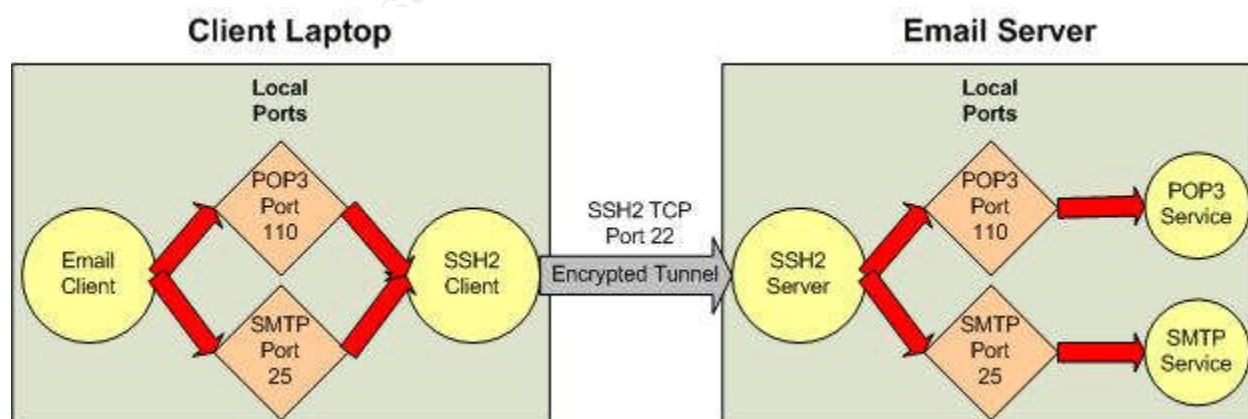 Client Laptop
Email Server
Local
Ports
POP3
Port
110
Email
Client
SSH2
Client
SMTP
Port
25
SSH2 TCP
Port 22
Encrypted Tunnel
Local
Ports
POP3
Port
110
POP3
Service
SSH2
Server
SMTP
Port
25
SMTP
Service